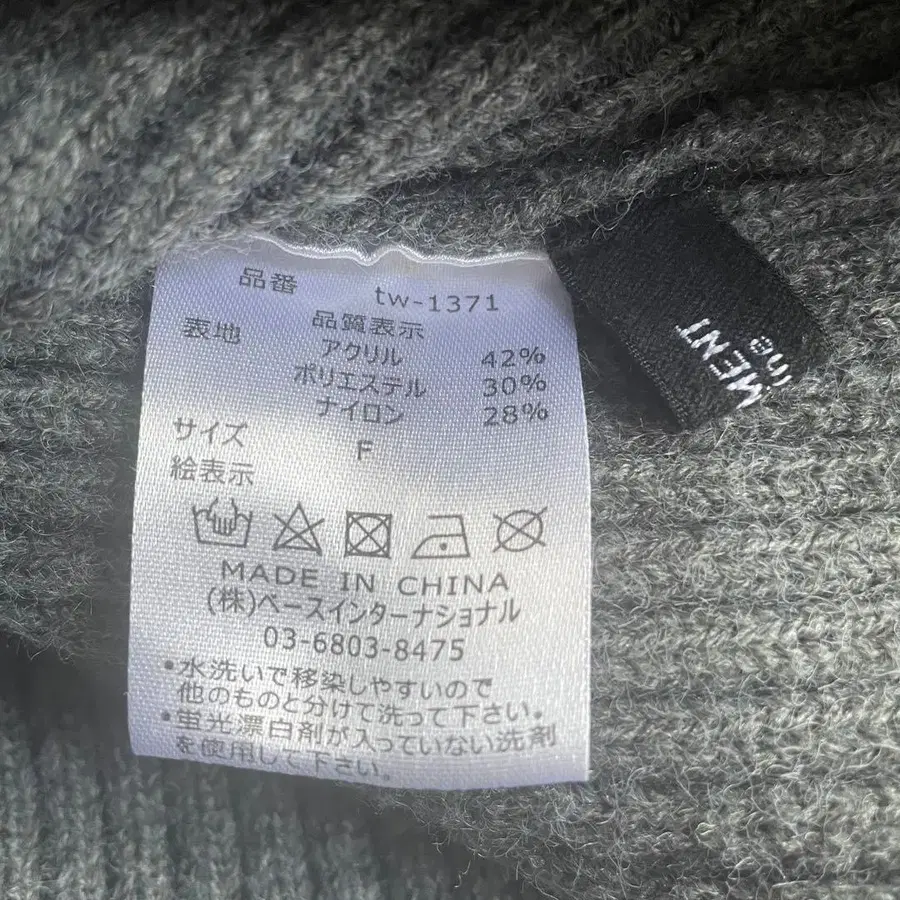 品番 tw-1371
品質表示
表地 アクリル 42%
ポリエステル 30%
ナイロン 28%
サイズ F
絵表示
MADE IN CHINA
(株)ベースインターナショナル
03-6803-8475
•水洗いで移染しやすいので
他のものと分けて洗って下さい。
•蛍光漂白剤が入っていない洗剤
を使用して下さい。
MENT